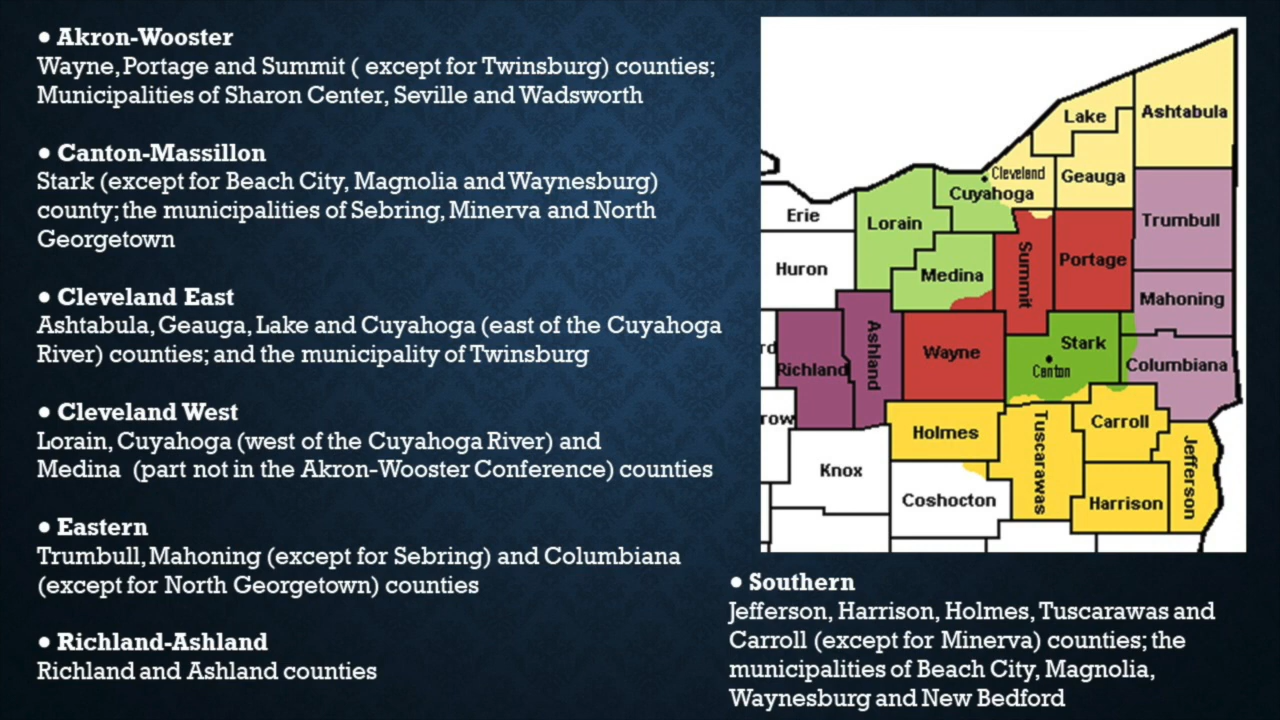 ● Akron-Wooster
Wayne, Portage and Summit ( except for Twinsburg) counties;
Municipalities of Sharon Center, Seville and Wadsworth
● Canton-Massillon
Stark (except for Beach City, Magnolia and Waynesburg)
county; the municipalities of Sebring, Minerva and North
Georgetown
● Cleveland East
Ashtabula, Geauga, Lake and Cuyahoga (east of the Cuyahoga
River) counties; and the municipality of Twinsburg
● Cleveland West
Lorain, Cuyahoga (west of the Cuyahoga River) and
Medina (part not in the Akron-Wooster Conference) counties
● Eastern
Trumbull, Mahoning (except for Sebring) and Columbiana
(except for North Georgetown) counties
● Richland-Ashland
Richland and Ashland counties
Lake
Ashtabula
Cleveland
Geauga
Cuyahoga
Erie
Lorain
Trumbull
Summit
Portage
Huron
Medina
Mahoning
rd
Richland
Ashland
Wayne
Stark
Canton
Columbiana
row
Holmes
Tuscarawas
Carroll
Jefferson
Knox
Coshocton
Harrison
● Southern
Jefferson, Harrison, Holmes, Tuscarawas and
Carroll (except for Minerva) counties; the
municipalities of Beach City, Magnolia,
Waynesburg and New Bedford